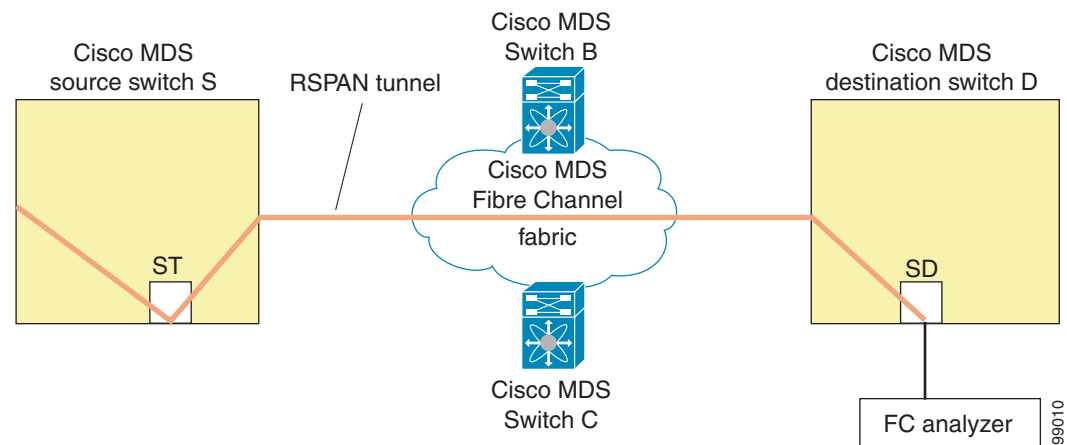 Cisco MDS
source switch S
RSPAN tunnel
Cisco MDS
Switch B
Cisco MDS
destination switch D
Cisco MDS
Fibre Channel
fabric
ST
SD
Cisco MDS
Switch C
FC analyzer
99010